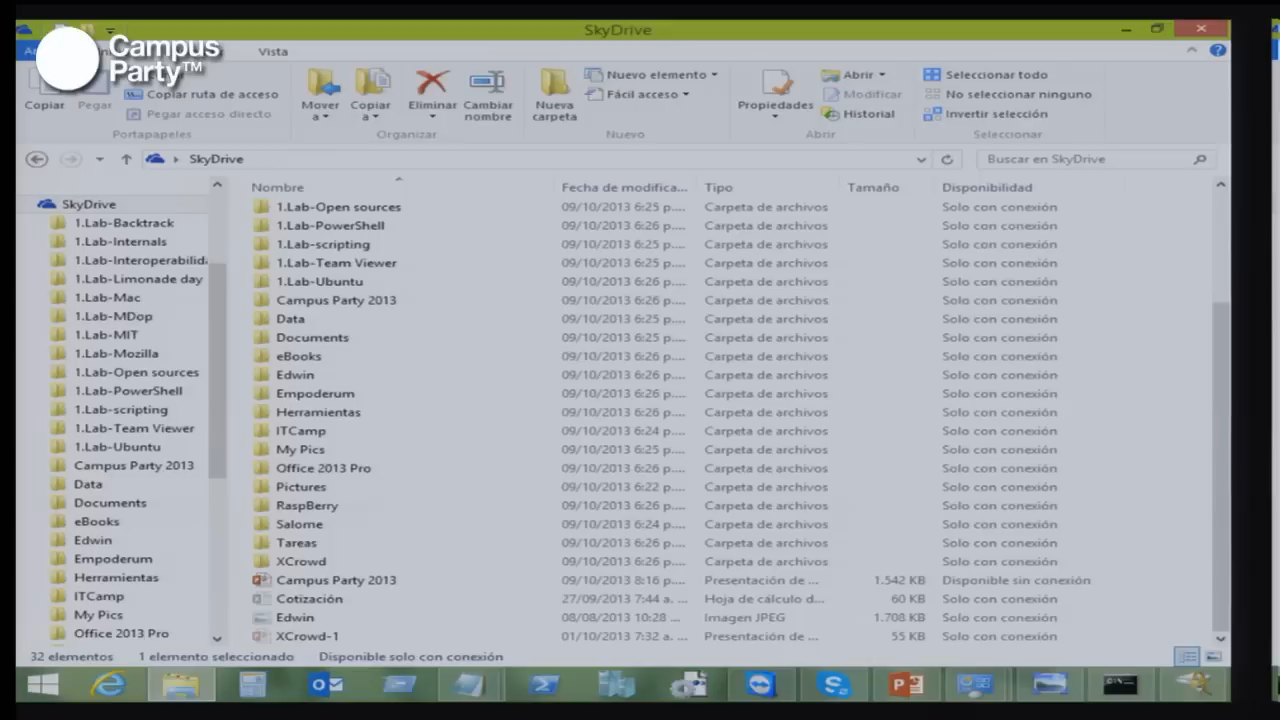 SkyDrive
Campus
Party™
Vista
Copiar
Pegar
Copiar ruta de acceso
Pegar acceso directo
Portapapeles
Mover
a
Copiar
a
Eliminar
Cambiar
nombre
Organizar
Nueva
carpeta
Nuevo elemento
Fácil acceso
Nuevo
Propiedades
Abrir
Modificar
Historial
Abrir
Seleccionar todo
No seleccionar ninguno
Invertir selección
Seleccionar
SkyDrive
Buscar en SkyDrive
SkyDrive
1.Lab-Backtrack
1.Lab-Internals
1.Lab-Interoperabilid
1.Lab-Limonade day
1.Lab-Mac
1.Lab-MDop
1.Lab-MIT
1.Lab-Mozilla
1.Lab-Open sources
1.Lab-PowerShell
1.Lab-scripting
1.Lab-Team Viewer
1.Lab-Ubuntu
Campus Party 2013
Data
Documents
eBooks
Edwin
Empoderum
Herramientas
ITCamp
My Pics
Office 2013 Pro
Nombre Fecha de modifica... Tipo Tamaño Disponibilidad
1.Lab-Open sources 09/10/2013 6:25 p.... Carpeta de archivos Solo con conexión
1.Lab-PowerShell 09/10/2013 6:26 p.... Carpeta de archivos Solo con conexión
1.Lab-scripting 09/10/2013 6:25 p.... Carpeta de archivos Solo con conexión
1.Lab-Team Viewer 09/10/2013 6:25 p.... Carpeta de archivos Solo con conexión
1.Lab-Ubuntu 09/10/2013 6:26 p.... Carpeta de archivos Solo con conexión
Campus Party 2013 09/10/2013 6:26 p.... Carpeta de archivos Solo con conexión
Data 09/10/2013 6:25 p.... Carpeta de archivos Solo con conexión
Documents 09/10/2013 6:25 p.... Carpeta de archivos Solo con conexión
eBooks 09/10/2013 6:26 p.... Carpeta de archivos Solo con conexión
Edwin 09/10/2013 6:25 p.... Carpeta de archivos Solo con conexión
Empoderum 09/10/2013 6:26 p.... Carpeta de archivos Solo con conexión
Herramientas 09/10/2013 6:26 p.... Carpeta de archivos Solo con conexión
ITCamp 09/10/2013 6:24 p.... Carpeta de archivos Solo con conexión
My Pics 09/10/2013 6:25 p.... Carpeta de archivos Solo con conexión
Office 2013 Pro 09/10/2013 6:26 p.... Carpeta de archivos Solo con conexión
Pictures 09/10/2013 6:22 p.... Carpeta de archivos Solo con conexión
RaspBerry 09/10/2013 6:26 p.... Carpeta de archivos Solo con conexión
Salome 09/10/2013 6:24 p.... Carpeta de archivos Solo con conexión
Tareas 09/10/2013 6:26 p.... Carpeta de archivos Solo con conexión
XCrowd 09/10/2013 6:26 p.... Carpeta de archivos Solo con conexión
Campus Party 2013 09/10/2013 8:16 p.... Presentación de ... 1.542 KB Disponible sin conexión
Cotización 27/09/2013 7:44 a. ... Hoja de cálculo d... 60 KB Solo con conexión
Edwin 08/08/2013 10:28 ... Imagen JPEG 1.708 KB Solo con conexión
XCrowd-1 01/10/2013 7:32 a. ... Presentación de ... 55 KB Solo con conexión
32 elementos 1 elemento seleccionado Disponible solo con conexión